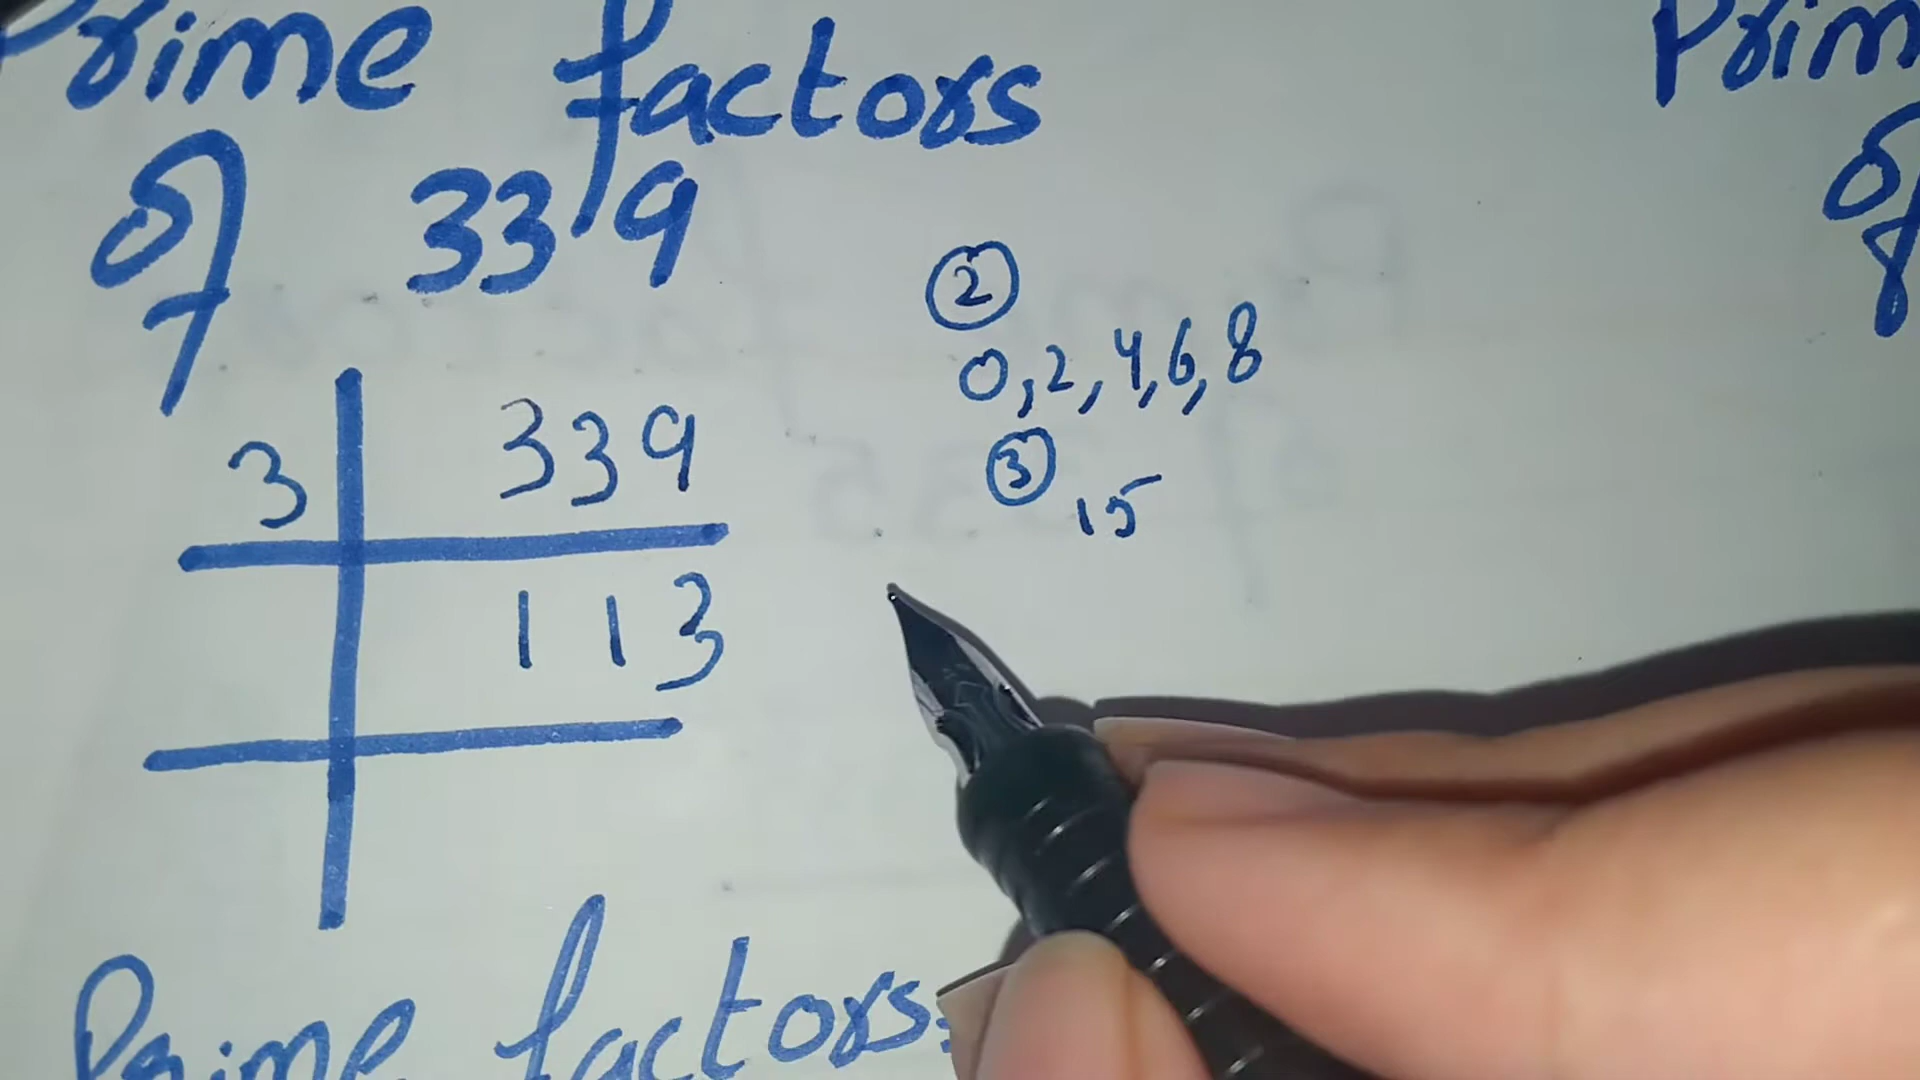 Prime factors
of 339
②
0,2,4,6,8
3 339
③ 15
113
Prime factors